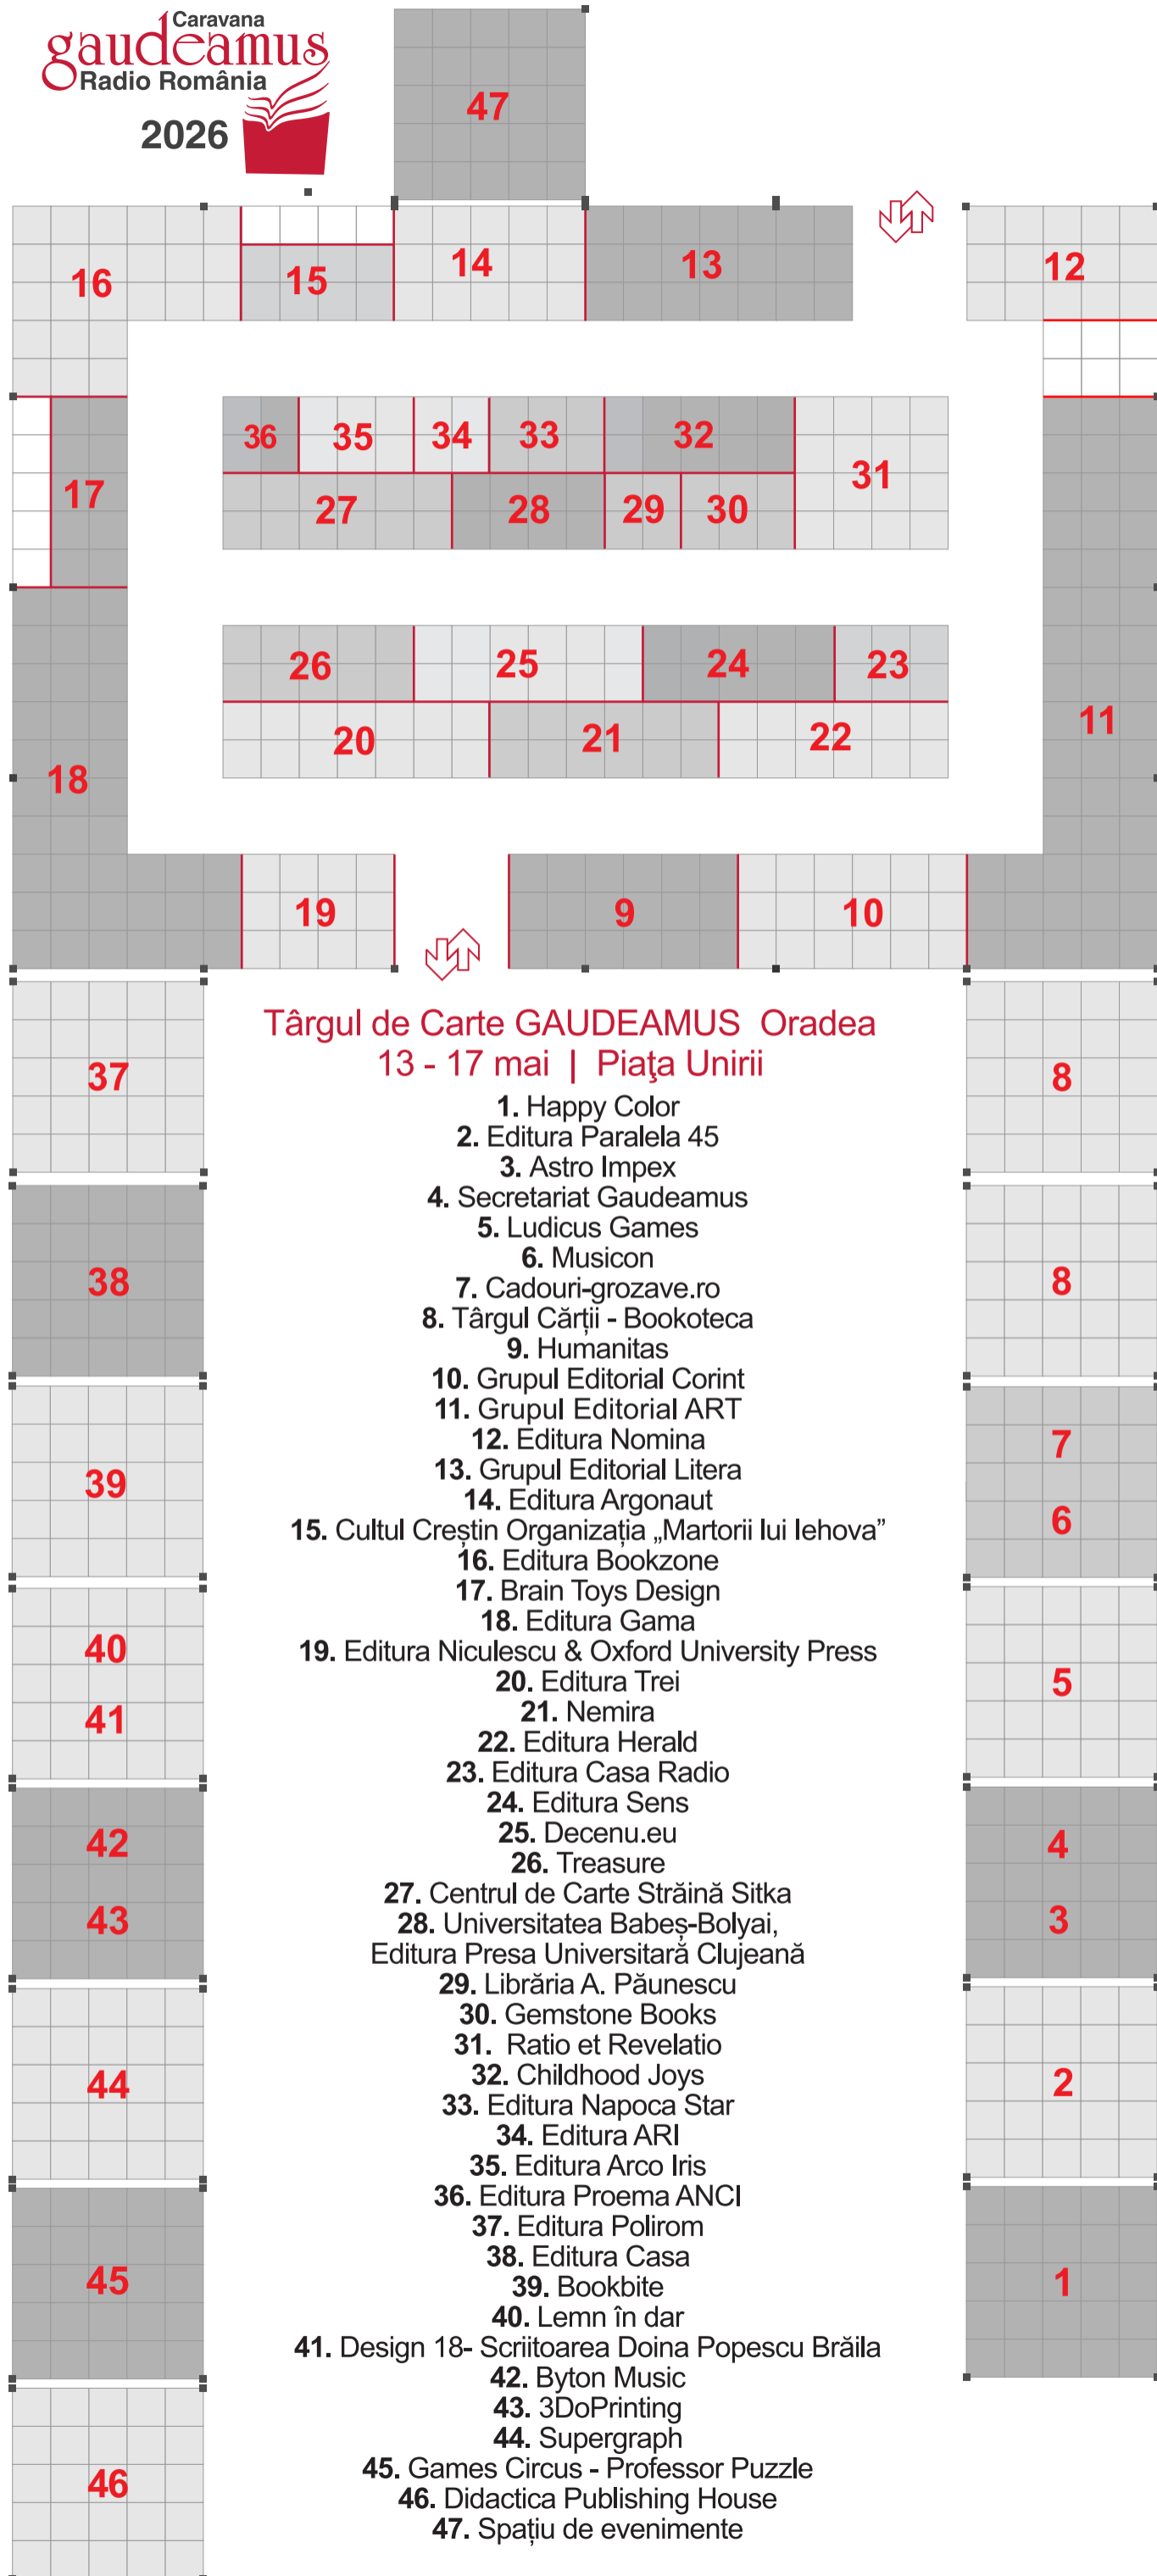 Caravana
gaudeamus
Radio România
2026
47
16
15
14
13
12
36
35
34
33
32
31
17
27
28
29
30
26
25
24
23
11
20
21
22
18
19
9
10
Târgul de Carte GAUDEAMUS Oradea
13 - 17 mai | Piaţa Unirii
37
8
38
8
39
7
6
40
41
5
42
43
4
3
44
2
45
1
46
1. Happy Color
2. Editura Paralela 45
3. Astro Impex
4. Secretariat Gaudeamus
5. Ludicus Games
6. Musicon
7. Cadouri-grozave.ro
8. Târgul Cărții - Bookoteca
9. Humanitas
10. Grupul Editorial Corint
11. Grupul Editorial ART
12. Editura Nomina
13. Grupul Editorial Litera
14. Editura Argonaut
15. Cultul Creștin Organizația „Martorii lui Iehova”
16. Editura Bookzone
17. Brain Toys Design
18. Editura Gama
19. Editura Niculescu & Oxford University Press
20. Editura Trei
21. Nemira
22. Editura Herald
23. Editura Casa Radio
24. Editura Sens
25. Decenu.eu
26. Treasure
27. Centrul de Carte Străină Sitka
28. Universitatea Babeș-Bolyai,
Editura Presa Universitară Clujeană
29. Librăria A. Păunescu
30. Gemstone Books
31. Ratio et Revelatio
32. Childhood Joys
33. Editura Napoca Star
34. Editura ARI
35. Editura Arco Iris
36. Editura Proema ANCI
37. Editura Polirom
38. Editura Casa
39. Bookbite
40. Lemn în dar
41. Design 18- Scriitoarea Doina Popescu Brăila
42. Byton Music
43. 3DoPrinting
44. Supergraph
45. Games Circus - Professor Puzzle
46. Didactica Publishing House
47. Spațiu de evenimente